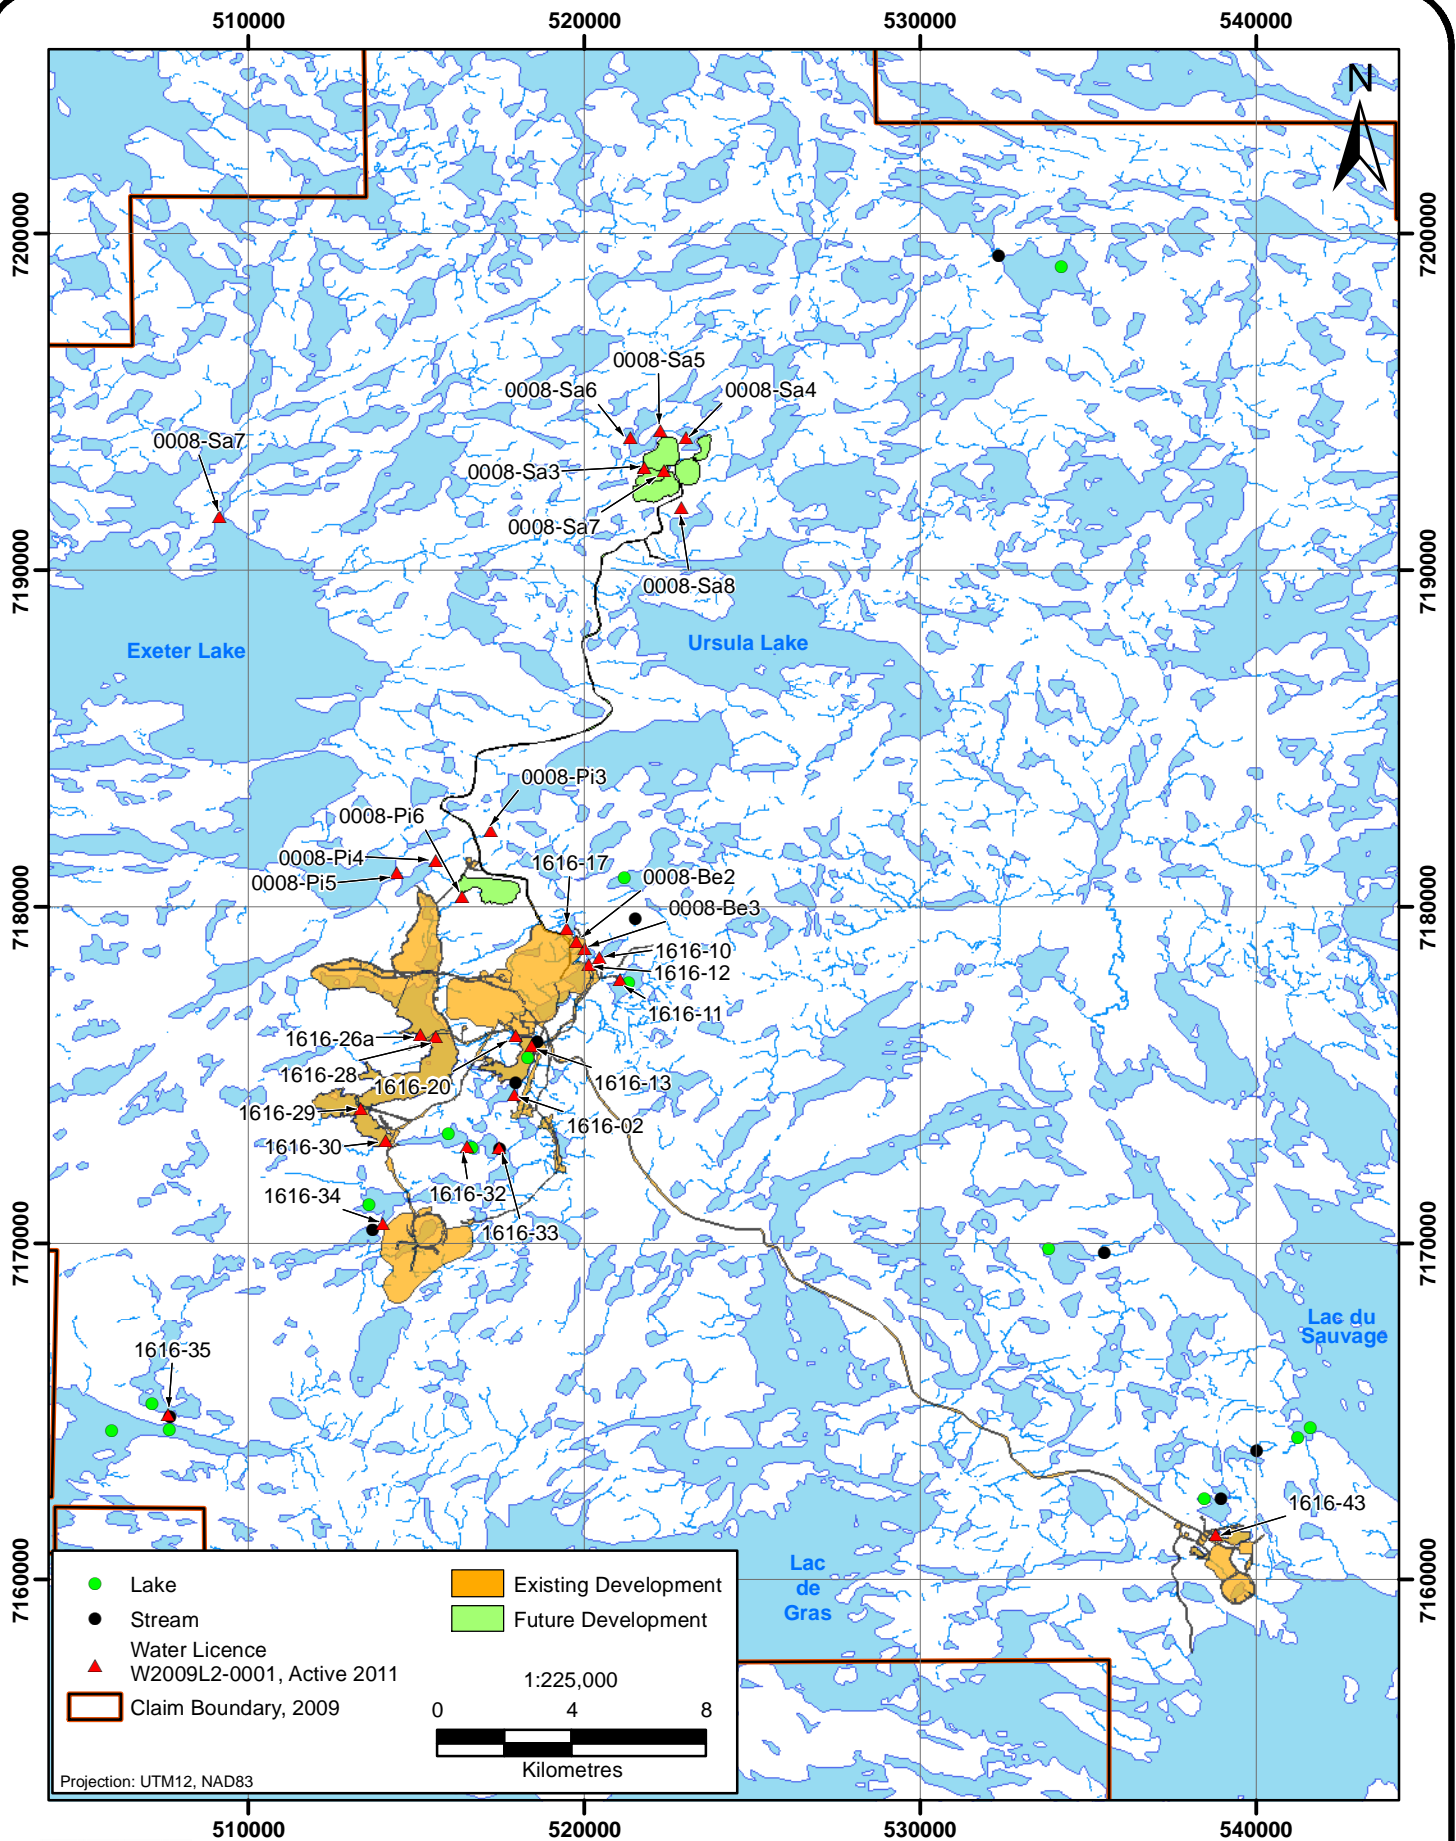 510000
520000
530000
540000
N
7200000
7200000
0008-Sa5
0008-Sa6
0008-Sa4
0008-Sa7
0008-Sa3
0008-Sa7
7190000
7190000
0008-Sa8
Exeter Lake
Ursula Lake
0008-Pi3
0008-Pi6
0008-Pi4
0008-Pi5
1616-17
0008-Be2
0008-Be3
7180000
7180000
1616-10
1616-12
1616-11
1616-26a
1616-28
1616-20
1616-13
1616-29
1616-02
1616-30
1616-34
1616-32
1616-33
7170000
7170000
Lac du
Sauvage
1616-35
1616-43
Lac
de
Gras
7160000
7160000
Lake
Stream
Water Licence
W2009L2-0001, Active 2011
Claim Boundary, 2009
Existing Development
Future Development
1:225,000
0 4 8
Kilometres
Projection: UTM12, NAD83
510000
520000
530000
540000